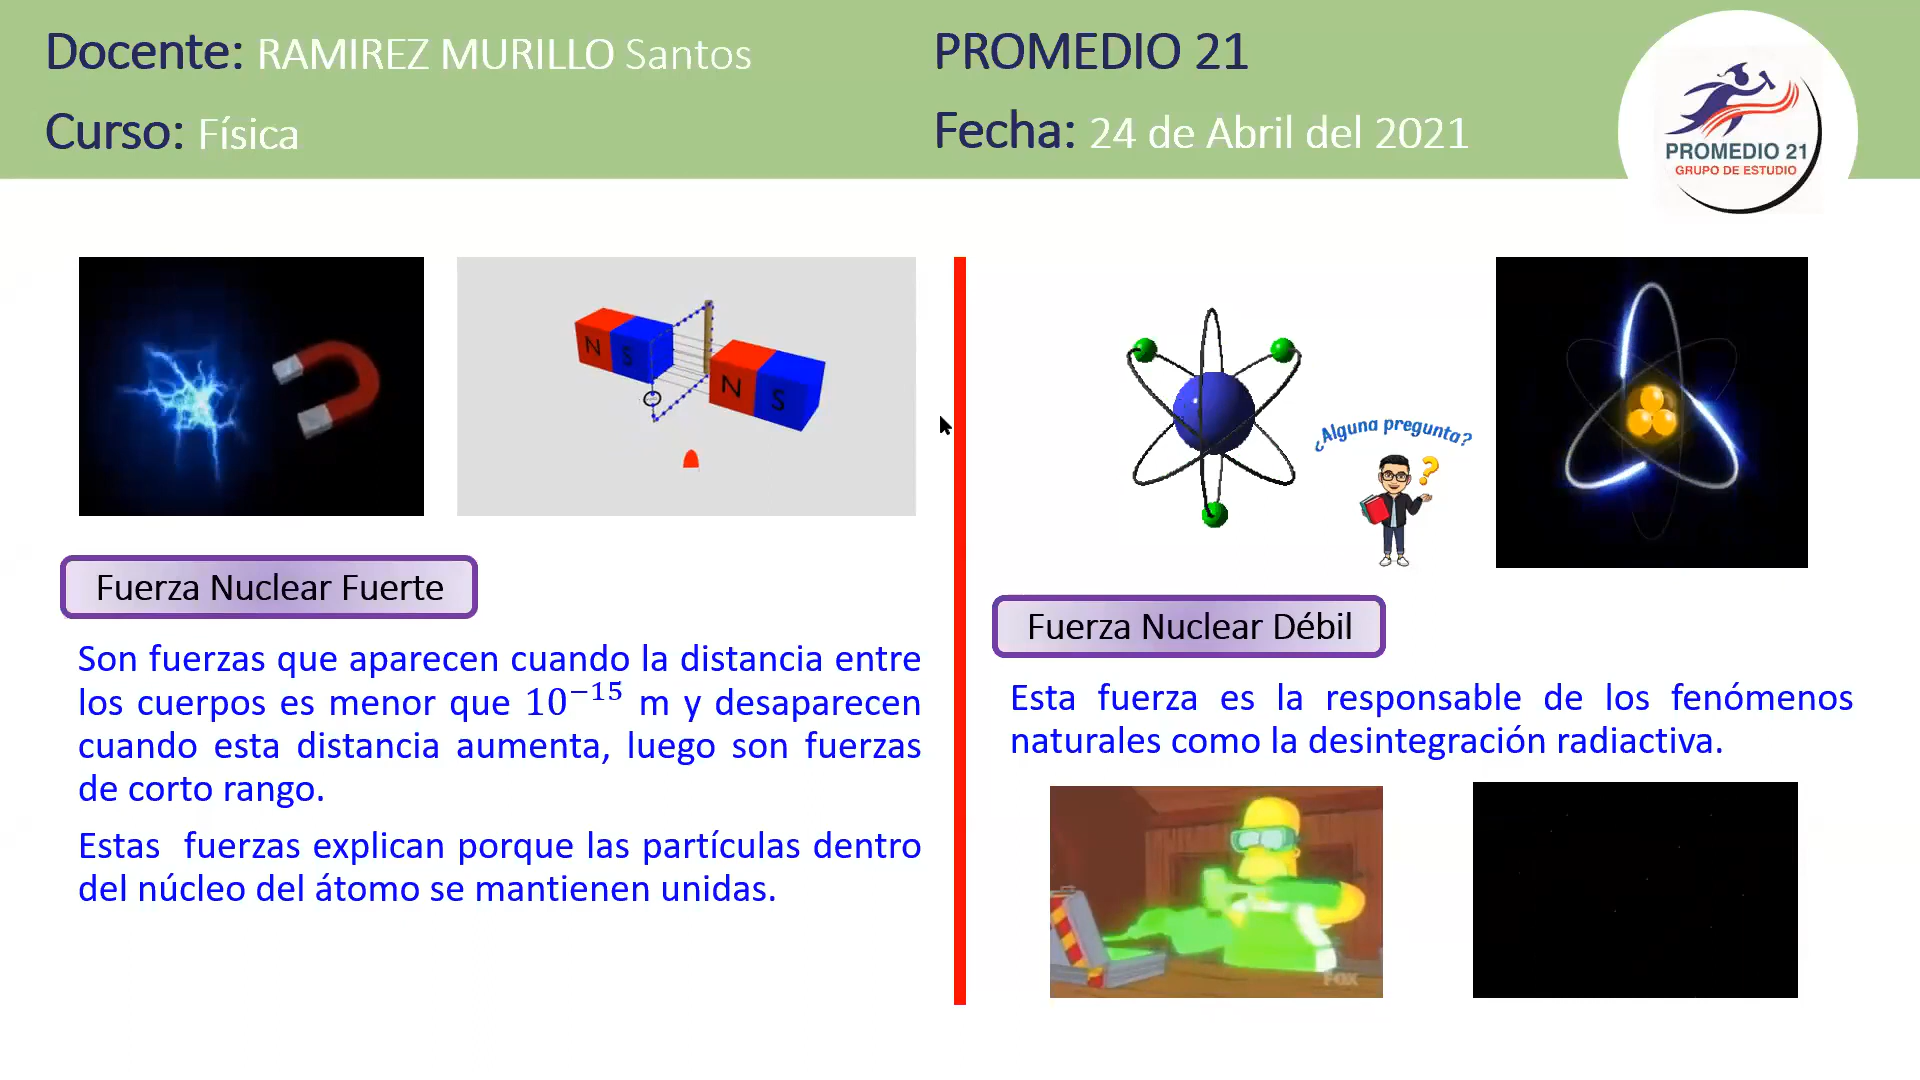 Docente: RAMIREZ MURILLO Santos
PROMEDIO 21
Curso: Física
Fecha: 24 de Abril del 2021
PROMEDIO 21
GRUPO DE ESTUDIO
N S
N S
Fuerza Nuclear Fuerte
Son fuerzas que aparecen cuando la distancia entre
los cuerpos es menor que 10⁻¹⁵ m y desaparecen
cuando esta distancia aumenta, luego son fuerzas
de corto rango.
Estas fuerzas explican porque las partículas dentro
del núcleo del átomo se mantienen unidas.
¿Alguna pregunta?
?
Fuerza Nuclear Débil
Esta fuerza es la responsable de los fenómenos
naturales como la desintegración radiactiva.
FOX